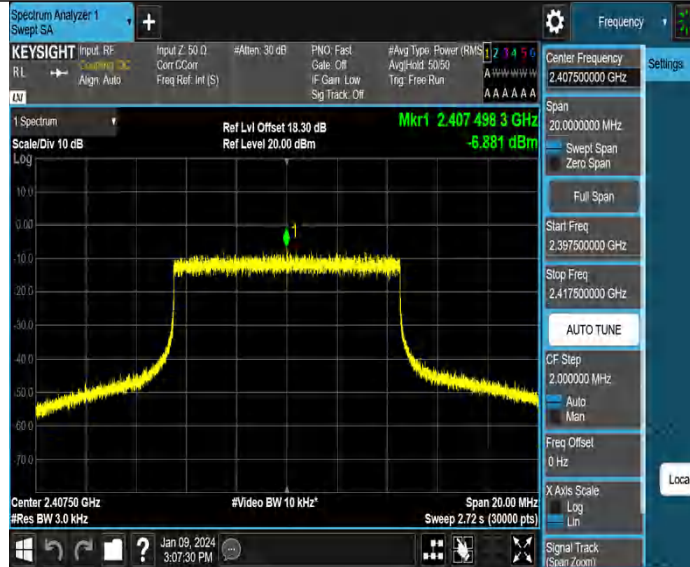 Spectrum Analyzer 1
Swept SA
+
Frequency
KEYSIGHT
RL
Input: RF
Coupling: DC
Align: Auto
Input Z: 50 Ω
Corr CCorr
Freq Ref: Int (S)
#Atten: 30 dB
PNO: Fast
Gate: Off
IF Gain: Low
Sig Track: Off
#Avg Type: Power (RMS
Avg|Hold: 50/50
Trig: Free Run
1 2 3 4 5 6
A W W W W W
A A A A A A
LXI
1 Spectrum
Scale/Div 10 dB
Ref Lvl Offset 18.30 dB
Ref Level 20.00 dBm
Mkr1 2.407 498 3 GHz
-6.881 dBm
Log
10.0
0.00
-10.0
-20.0
-30.0
-40.0
-50.0
-60.0
-70.0
1
Center 2.40750 GHz
#Res BW 3.0 kHz
#Video BW 10 kHz*
Span 20.00 MHz
Sweep 2.72 s (30000 pts)
Center Frequency
2.407500000 GHz
Settings
Span
20.0000000 MHz
Swept Span
Zero Span
Full Span
Start Freq
2.397500000 GHz
Stop Freq
2.417500000 GHz
AUTO TUNE
CF Step
2.000000 MHz
Auto
Man
Freq Offset
0 Hz
X Axis Scale
Log
Lin
Loca
Signal Track
(Span Zoom)
?
Jan 09, 2024
3:07:30 PM